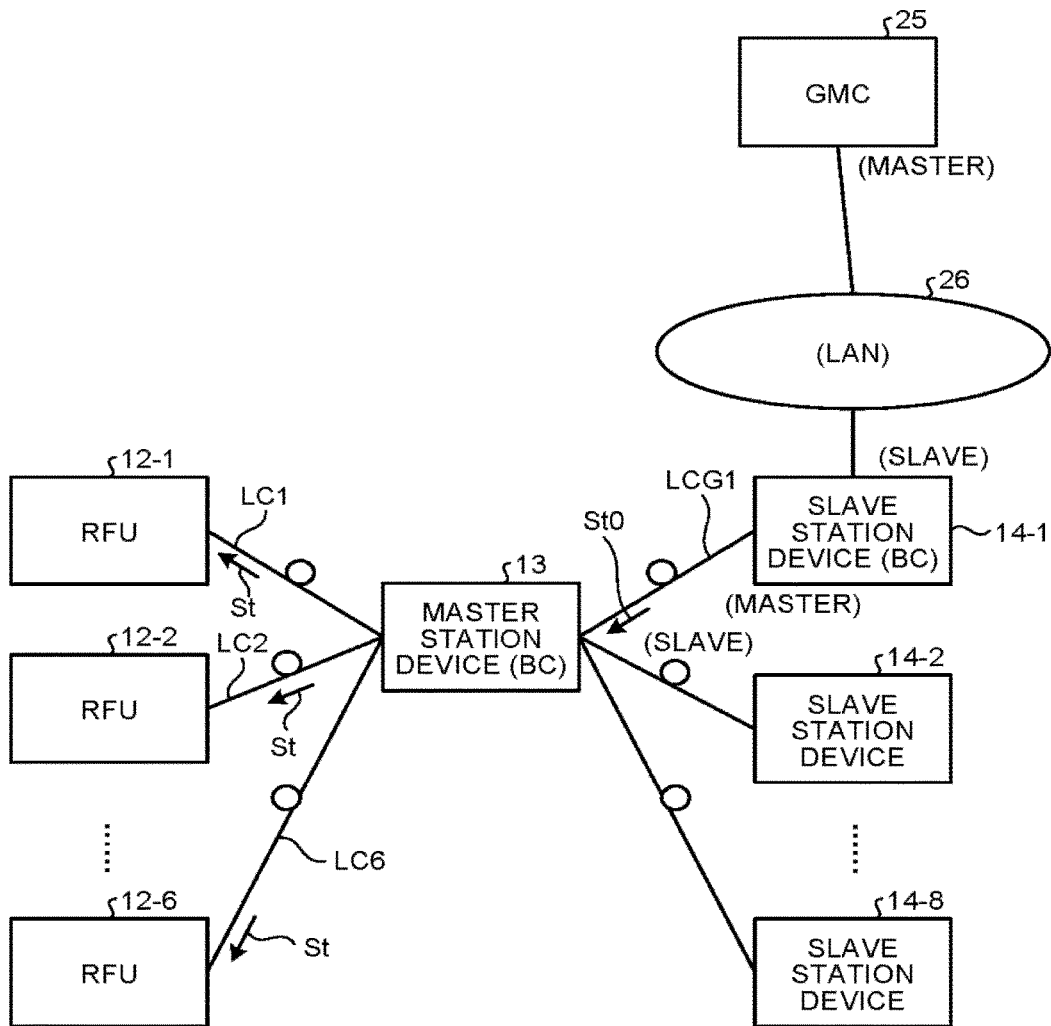 25
GMC
(MASTER)
26
(LAN)
(SLAVE)
12-1
RFU
LC1
St
LCG1
St0
SLAVE
STATION
DEVICE (BC)
14-1
13
MASTER
STATION
DEVICE (BC)
(MASTER)
(SLAVE)
12-2
RFU
LC2
St
14-2
SLAVE
STATION
DEVICE
LC6
12-6
RFU
St
14-8
SLAVE
STATION
DEVICE